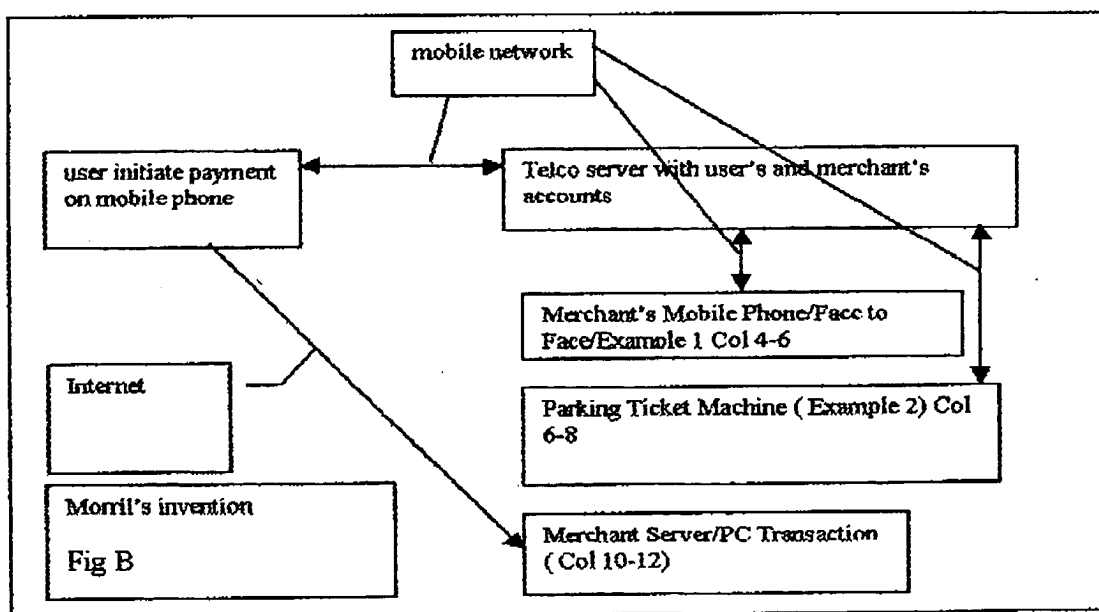 mobile network
user initiate payment
on mobile phone
Telco server with user's and merchant's
accounts
Merchant's Mobile Phone/Face to
Face/Example 1 Col 4-6
Internet
Parking Ticket Machine ( Example 2) Col
6-8
Morril's invention
Fig B
Merchant Server/PC Transaction
( Col 10-12)